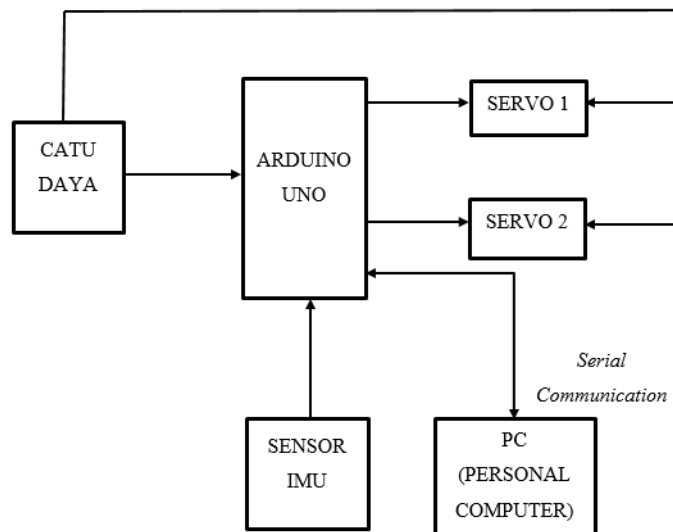 SERVO 1
CATU
DAYA
ARDUINO
UNO
SERVO 2
Serial
Communication
SENSOR
IMU
PC
(PERSONAL
COMPUTER)